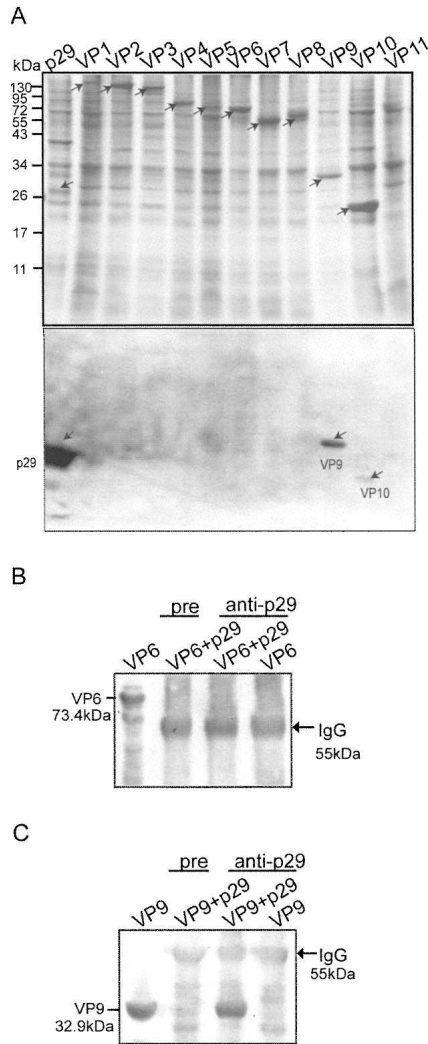 A
kDa p29 VP1 VP2 VP3 VP4 VP5 VP6 VP7 VP8 VP9 VP10 VP11
130
95
72
55
43
34
26
17
11
p29
VP9
VP10
B
pre anti-p29
VP6 VP6+p29 VP6+p29 VP6
VP6
73.4kDa
IgG
55kDa
C
pre anti-p29
VP9 VP9+p29 VP9+p29 VP9
IgG
55kDa
VP9
32.9kDa